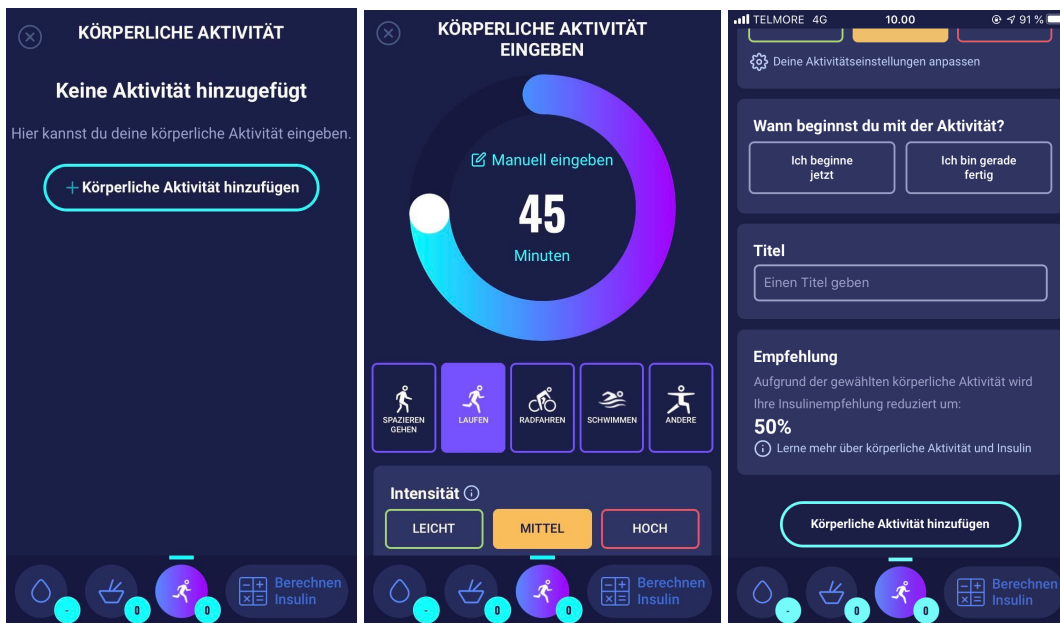 KÖRPERLICHE AKTIVITÄT
Keine Aktivität hinzugefügt
Hier kannst du deine körperliche Aktivität eingeben.
+ Körperliche Aktivität hinzufügen
-
0
0
Berechnen
Insulin
KÖRPERLICHE AKTIVITÄT
EINGEBEN
Manuell eingeben
45
Minuten
SPAZIEREN
GEHEN
LAUFEN
RADFAHREN
SCHWIMMEN
ANDERE
Intensität
LEICHT
MITTEL
HOCH
-
0
0
Berechnen
Insulin
TELMORE 4G
10.00
91 %
Deine Aktivitätseinstellungen anpassen
Wann beginnst du mit der Aktivität?
Ich beginne
jetzt
Ich bin gerade
fertig
Titel
Einen Titel geben
Empfehlung
Aufgrund der gewählten körperliche Aktivität wird
Ihre Insulinempfehlung reduziert um:
50%
Lerne mehr über körperliche Aktivität und Insulin
Körperliche Aktivität hinzufügen
-
0
0
Berechnen
Insulin